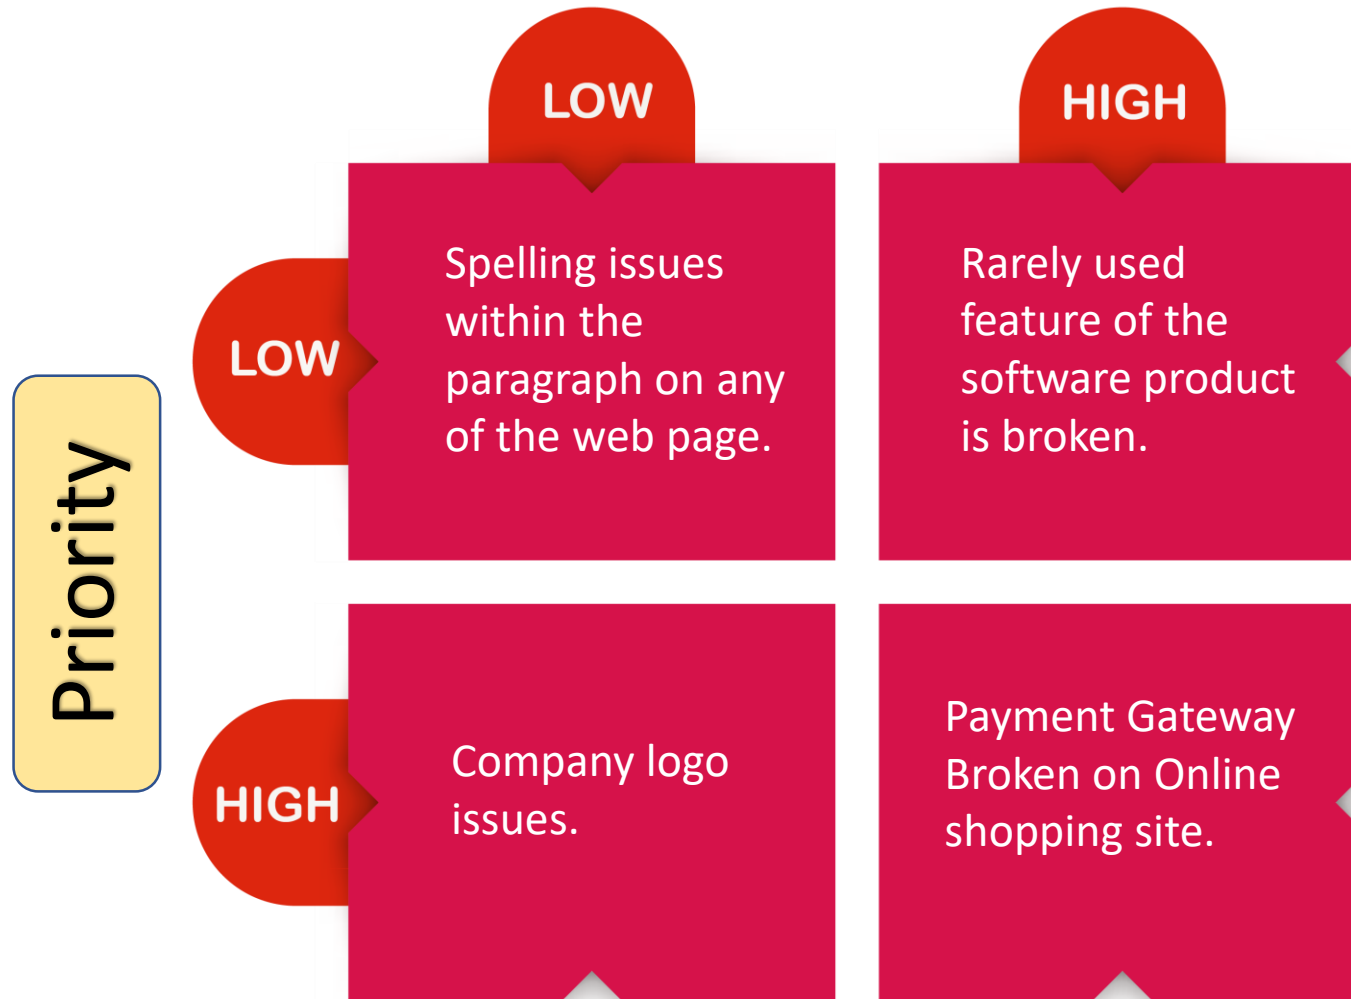 LOW
HIGH
LOW
Spelling issues
within the
paragraph on any
of the web page.
Rarely used
feature of the
software product
is broken.
Priority
HIGH
Company logo
issues.
Payment Gateway
Broken on Online
shopping site.